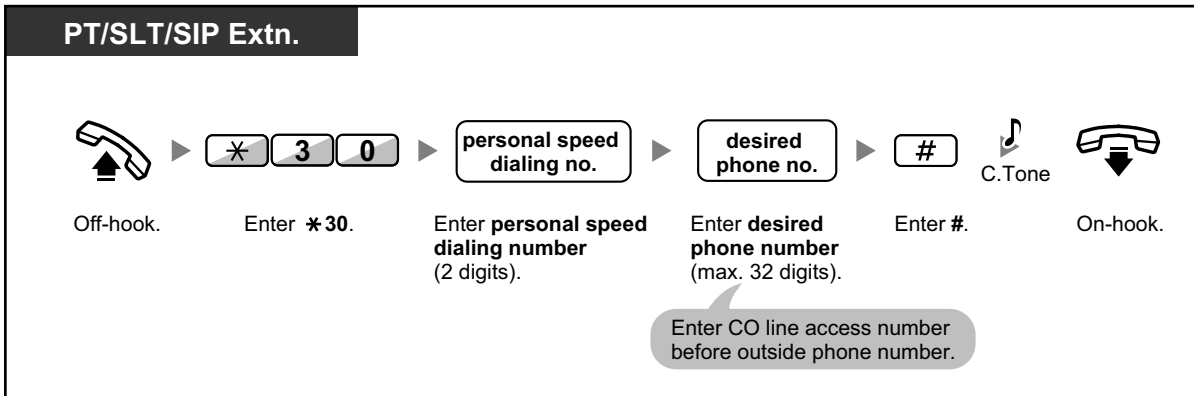 PT/SLT/SIP Extn.
* 3 0
personal speed
dialing no.
desired
phone no.
#
C.Tone
Off-hook.
Enter *30.
Enter personal speed
dialing number
(2 digits).
Enter desired
phone number
(max. 32 digits).
Enter #.
On-hook.
Enter CO line access number
before outside phone number.